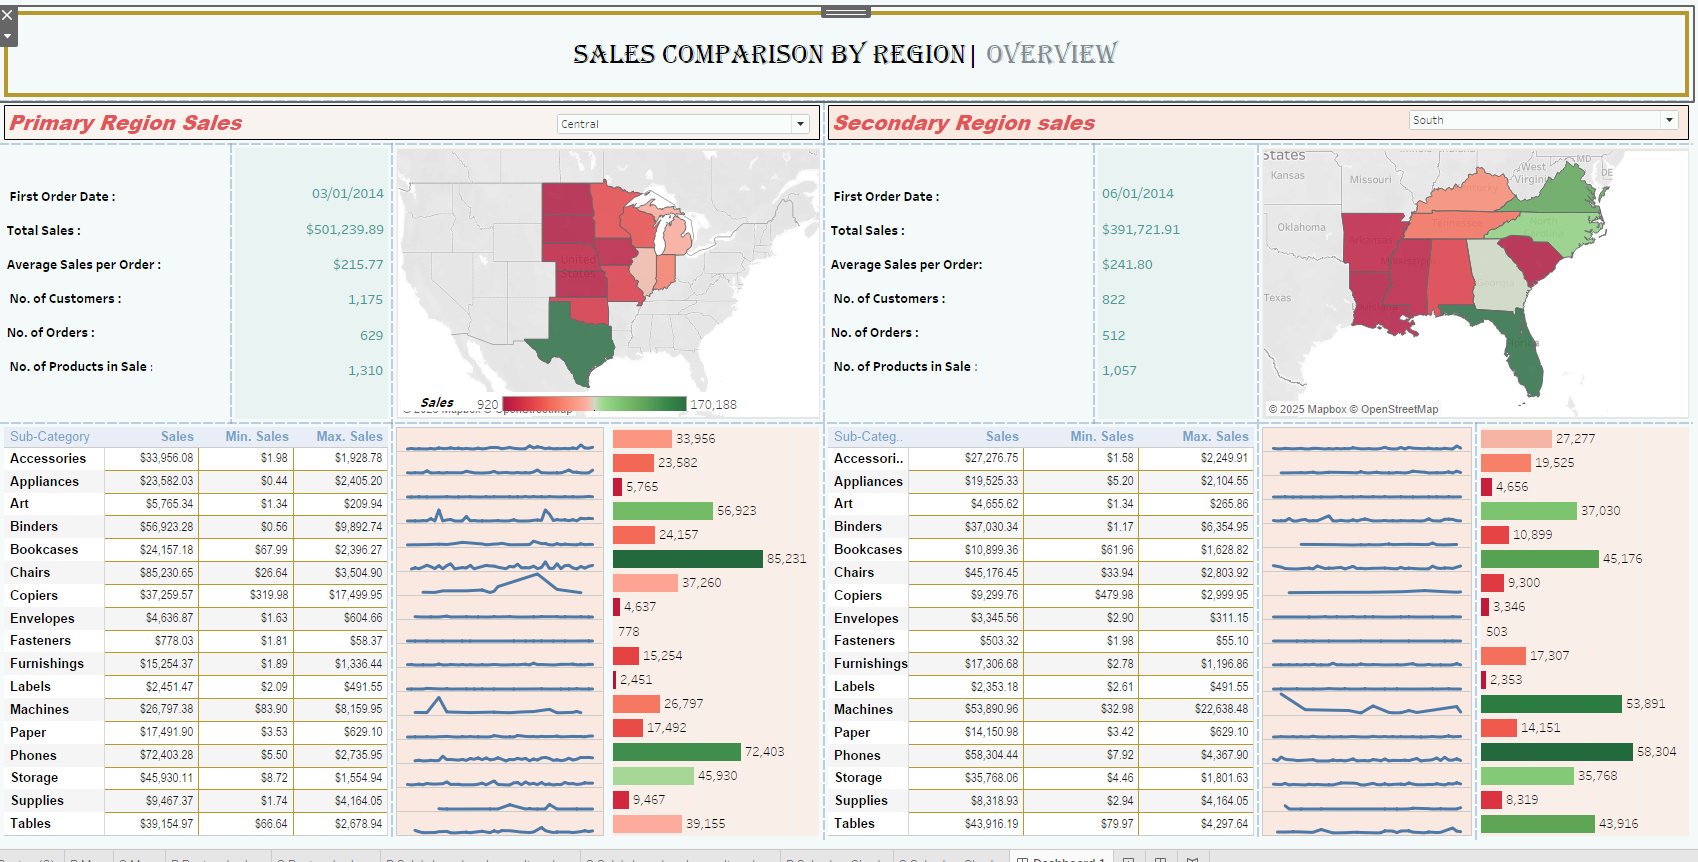 SALES COMPARISON BY REGION| OVERVIEW
Primary Region Sales
Central
Secondary Region sales
South
First Order Date :
03/01/2014
Total Sales :
$501,239.89
Average Sales per Order :
$215.77
No. of Customers :
1,175
No. of Orders :
629
No. of Products in Sale :
1,310
United
States
Sales 920 170,188
© OpenStreetMap
First Order Date :
06/01/2014
Total Sales :
$391,721.91
Average Sales per Order:
$241.80
No. of Customers :
822
No. of Orders :
512
No. of Products in Sale :
1,057
States
Kansas
Missouri
West
Virginia
MD
DE
Oklahoma
Tennessee
North
Carolina
Arkansas
Mississippi
Georgia
Texas
Louisiana
Florida
© 2025 Mapbox © OpenStreetMap
Sub-Category Sales Min. Sales Max. Sales
Accessories $33,956.08 $1.98 $1,928.78 33,956
Appliances $23,582.03 $0.44 $2,405.20 23,582
Art $5,765.34 $1.34 $209.94 5,765
Binders $56,923.28 $0.56 $9,892.74 56,923
Bookcases $24,157.18 $67.99 $2,396.27 24,157
Chairs $85,230.65 $26.64 $3,504.90 85,231
Copiers $37,259.57 $319.98 $17,499.95 37,260
Envelopes $4,636.87 $1.63 $604.66 4,637
Fasteners $778.03 $1.81 $58.37 778
Furnishings $15,254.37 $1.89 $1,336.44 15,254
Labels $2,451.47 $2.09 $491.55 2,451
Machines $26,797.38 $83.90 $8,159.95 26,797
Paper $17,491.90 $3.53 $629.10 17,492
Phones $72,403.28 $5.50 $2,735.95 72,403
Storage $45,930.11 $8.72 $1,554.94 45,930
Supplies $9,467.37 $1.74 $4,164.05 9,467
Tables $39,154.97 $66.64 $2,678.94 39,155
Sub-Categ.. Sales Min. Sales Max. Sales
Accessori.. $27,276.75 $1.58 $2,249.91 27,277
Appliances $19,525.33 $5.20 $2,104.55 19,525
Art $4,655.62 $1.34 $265.86 4,656
Binders $37,030.34 $1.17 $6,354.95 37,030
Bookcases $10,899.36 $61.96 $1,628.82 10,899
Chairs $45,176.45 $33.94 $2,803.92 45,176
Copiers $9,299.76 $479.98 $2,999.95 9,300
Envelopes $3,345.56 $2.90 $311.15 3,346
Fasteners $503.32 $1.98 $55.10 503
Furnishings $17,306.68 $2.78 $1,196.86 17,307
Labels $2,353.18 $2.61 $491.55 2,353
Machines $53,890.96 $32.98 $22,638.48 53,891
Paper $14,150.98 $3.42 $629.10 14,151
Phones $58,304.44 $7.92 $4,367.90 58,304
Storage $35,768.06 $4.46 $1,801.63 35,768
Supplies $8,318.93 $2.94 $4,164.05 8,319
Tables $43,916.19 $79.97 $4,297.64 43,916
Dashboard 1